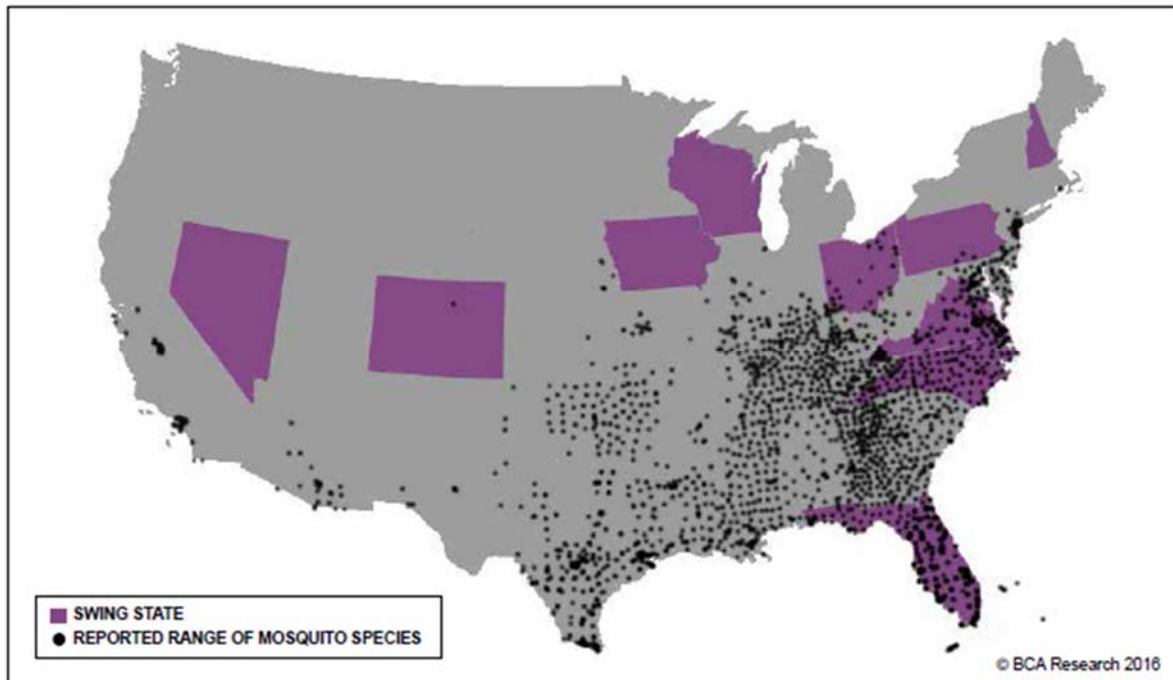 SWING STATE
REPORTED RANGE OF MOSQUITO SPECIES
© BCA Research 2016